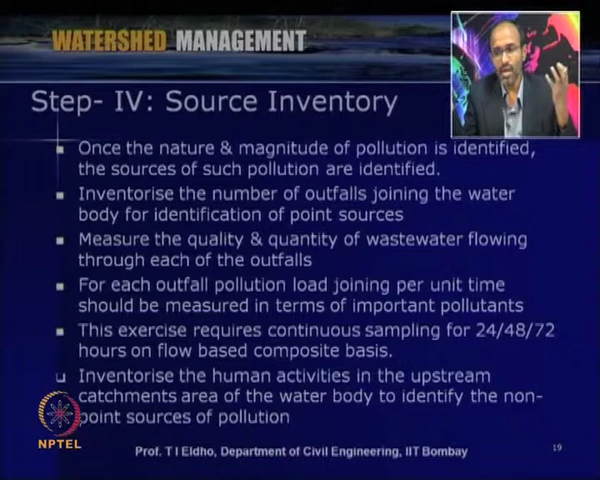 WATERSHED MANAGEMENT
Step- IV: Source Inventory
Once the nature & magnitude of pollution is identified,
the sources of such pollution are identified.
Inventorise the number of outfalls joining the water
body for identification of point sources
Measure the quality & quantity of wastewater flowing
through each of the outfalls
For each outfall pollution load joining per unit time
should be measured in terms of important pollutants
This exercise requires continuous sampling for 24/48/72
hours on flow based composite basis.
Inventorise the human activities in the upstream
catchments area of the water body to identify the non-
point sources of pollution
NPTEL
Prof. T I Eldho, Department of Civil Engineering, IIT Bombay
19